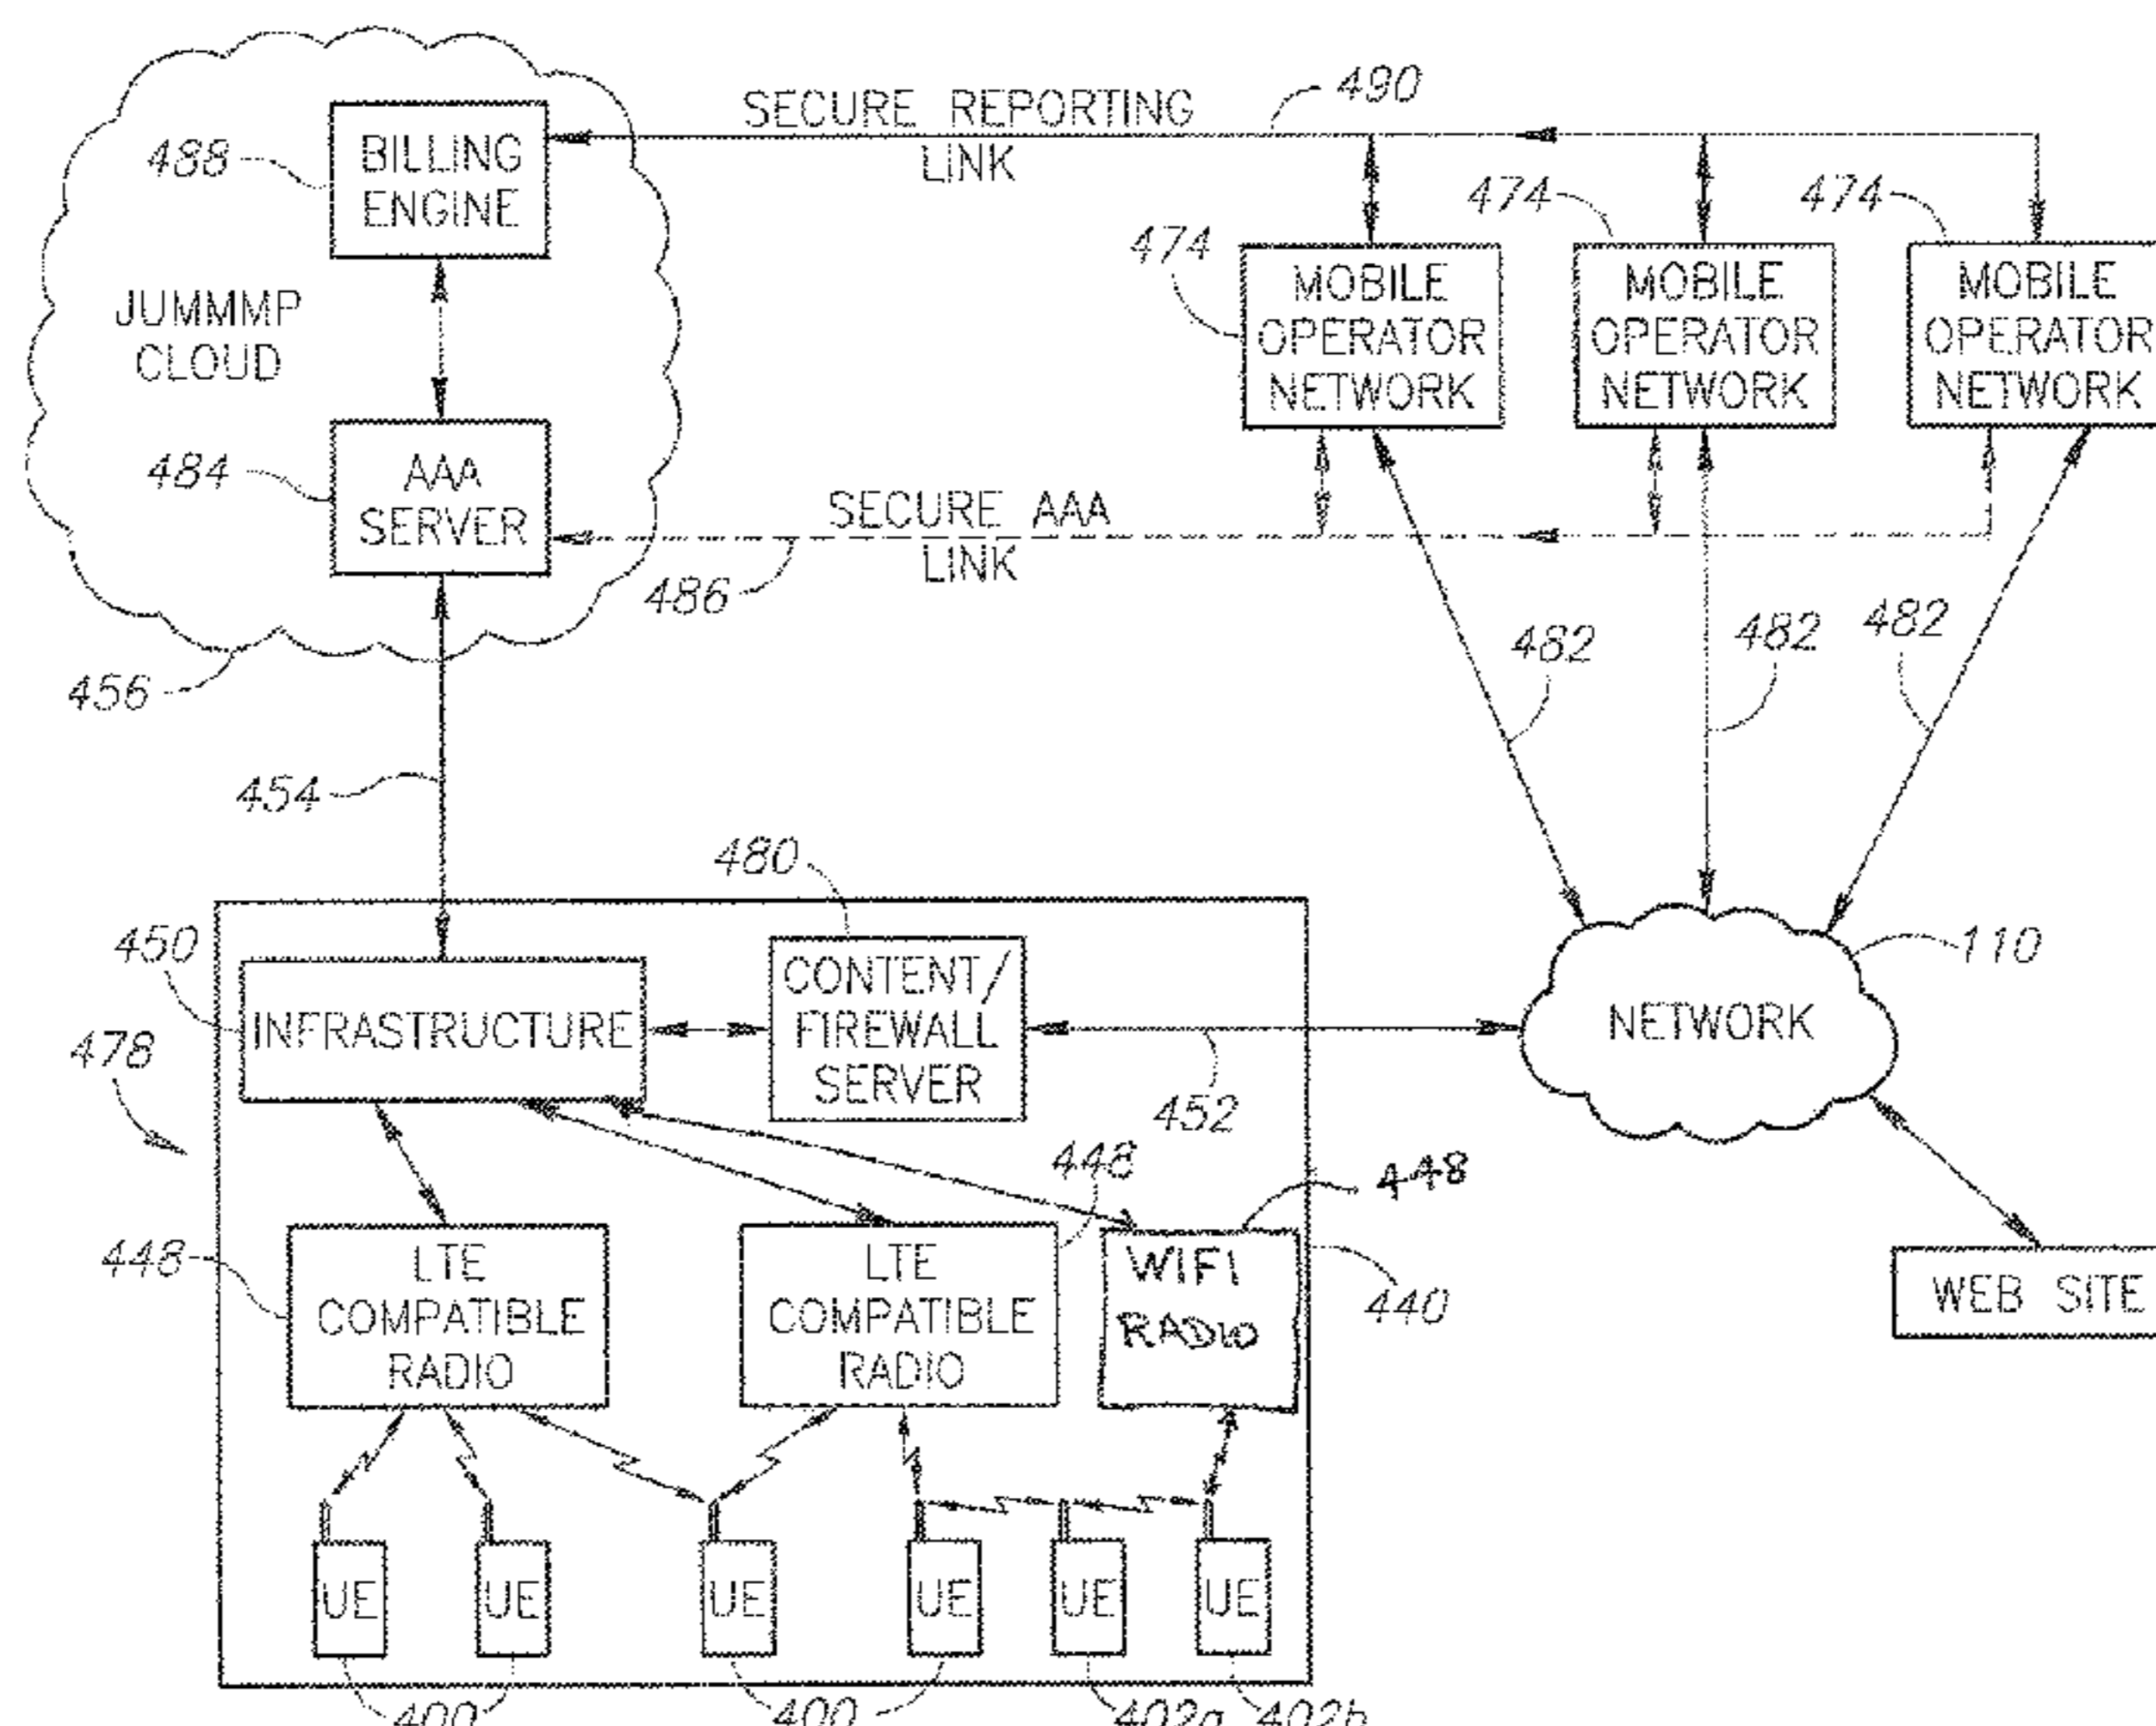 490
SECURE REPORTING
LINK
488
BILLING
ENGINE
474
474
474
MOBILE
OPERATOR
NETWORK
MOBILE
OPERATOR
NETWORK
MOBILE
OPERATOR
NETWORK
JUMMMP
CLOUD
484
AAA
SERVER
SECURE AAA
LINK
486
482
482
482
456
454
480
450
INFRASTRUCTURE
CONTENT/
FIREWALL
SERVER
110
NETWORK
478
452
448
448
448
LTE
COMPATIBLE
RADIO
LTE
COMPATIBLE
RADIO
WIFI
RADIO
440
WEB SITE
UE
UE
UE
UE
UE
UE
400
400
402a
402b